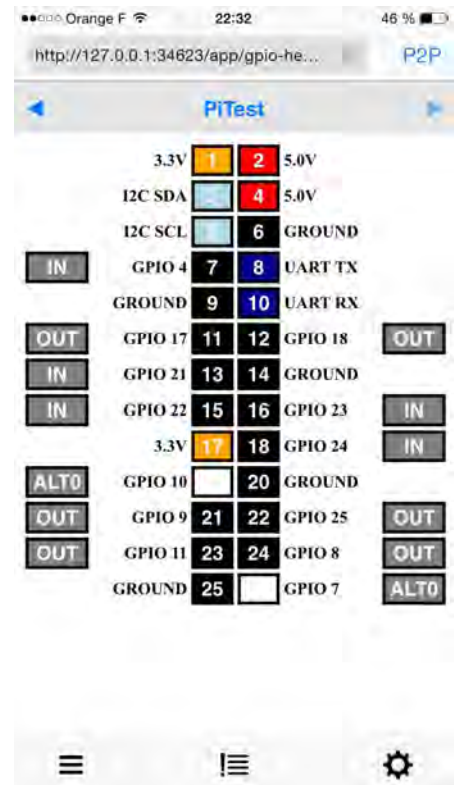 Orange F 22:32 46 %
http://127.0.0.1:34623/app/gpio-he... P2P
PiTest
3.3V 1 2 5.0V
I2C SDA 4 5.0V
I2C SCL 6 GROUND
IN GPIO 4 7 8 UART TX
GROUND 9 10 UART RX
OUT GPIO 17 11 12 GPIO 18 OUT
IN GPIO 21 13 14 GROUND
IN GPIO 22 15 16 GPIO 23 IN
3.3V 17 18 GPIO 24 IN
ALT0 GPIO 10 20 GROUND
OUT GPIO 9 21 22 GPIO 25 OUT
OUT GPIO 11 23 24 GPIO 8 OUT
GROUND 25 GPIO 7 ALT0